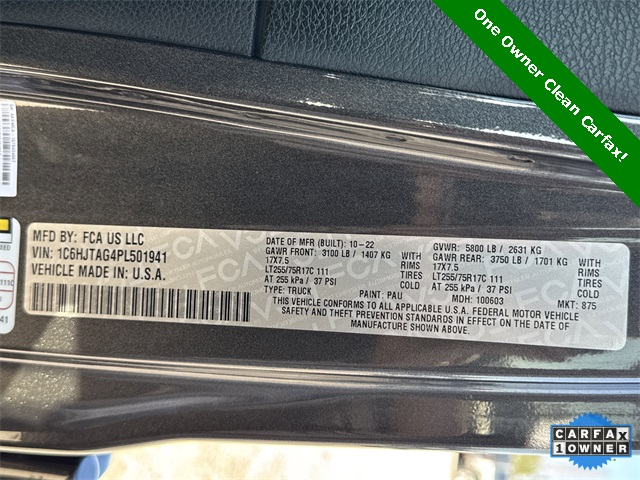 One Owner Clean Carfax!
MFD BY: FCA US LLC
VIN: 1C6HJTAG4PL501941
VEHICLE MADE IN U.S.A.
DATE OF MFR (BUILT): 10-22
GAWR FRONT: 3100 LB / 1407 KG
17X7.5 RIMS
LT255/75R17C 111 TIRES
AT 255 kPa / 37 PSI COLD
TYPE: TRUCK
PAINT: PAU
GVWR: 5800 LB / 2631 KG
GAWR REAR: 3750 LB / 1701 KG
17X7.5 RIMS
LT255/75R17C 111 TIRES
AT 255 kPa / 37 PSI COLD
MDH: 100603
MKT: 875
THIS VEHICLE CONFORMS TO ALL APPLICABLE U.S.A. FEDERAL MOTOR VEHICLE
SAFETY AND THEFT PREVENTION STANDARDS IN EFFECT ON THE DATE OF
MANUFACTURE SHOWN ABOVE.
41
CARFAX
1 OWNER